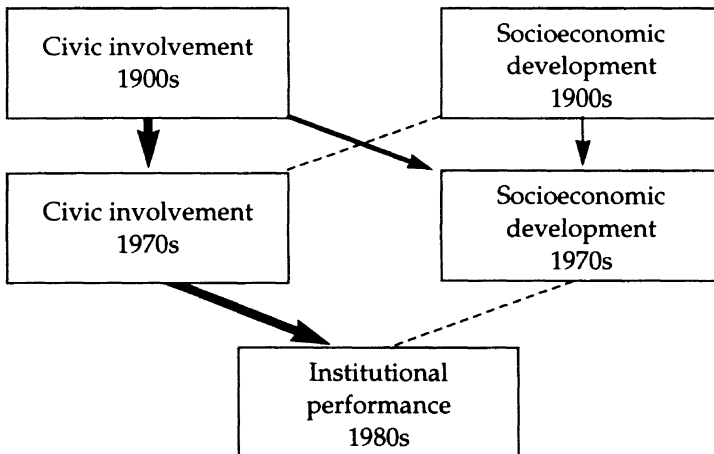 Civic involvement
1900s
Socioeconomic
development
1900s
Civic involvement
1970s
Socioeconomic
development
1970s
Institutional
performance
1980s